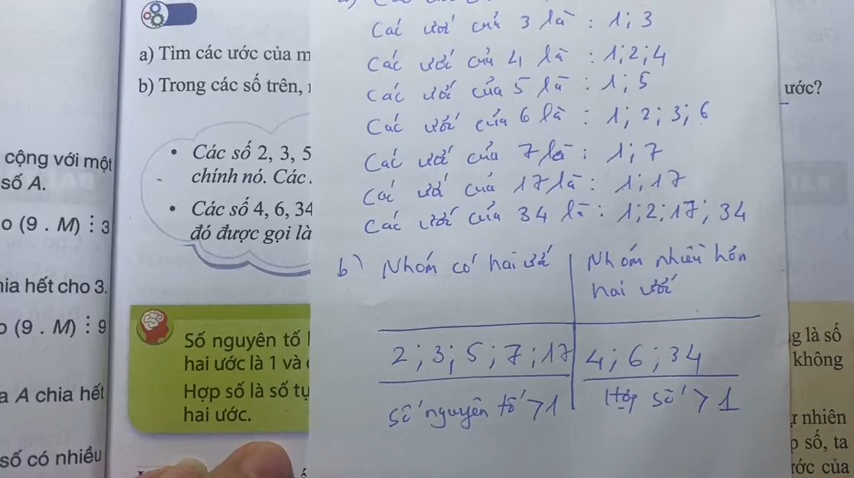 a) Tìm các ước của m
b) Trong các số trên,
ước?
Các số 2, 3, 5
chính nó. Các
Các số 4, 6, 34
đó được gọi là
Số nguyên tố
hai ước là 1 và
Hợp số là số tự
hai ước.
cộng với một
số A.
(9 . M) ⋮ 3
hia hết cho 3.
(9 . M) ⋮ 9
a A chia hết
số có nhiều
Các ước của 3 là : 1; 3
Các ước của 4 là : 1; 2; 4
Các ước của 5 là : 1; 5
Các ước của 6 là : 1; 2; 3; 6
Các ước của 7 là : 1; 7
Các ước của 17 là : 1; 17
Các ước của 34 là : 1; 2; 17; 34
b) Nhóm có hai ước
Nhóm nhiều hơn
hai ước
2; 3; 5; 7; 17
4; 6; 34
Số nguyên tố > 1
Hợp số > 1
g là số
không
nhiên
số, ta
ớc của